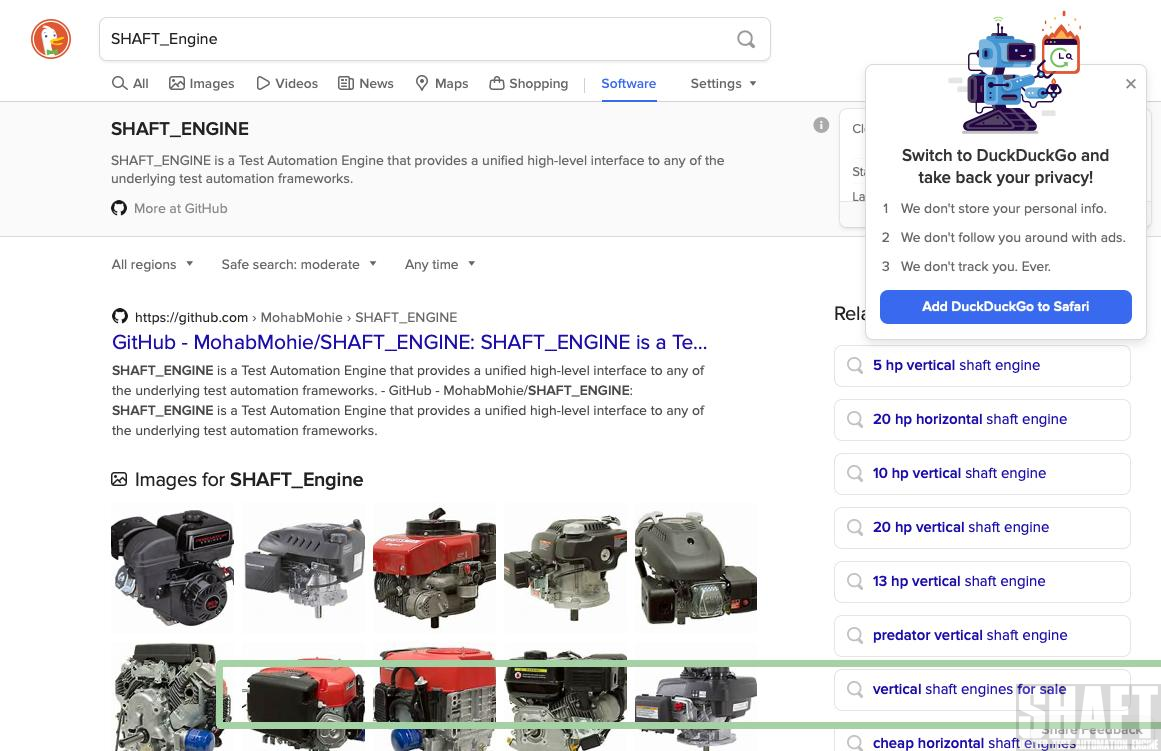 SHAFT_Engine
All
Images
Videos
News
Maps
Shopping
Software
Settings
SHAFT_ENGINE
SHAFT_ENGINE is a Test Automation Engine that provides a unified high-level interface to any of the
underlying test automation frameworks.
More at GitHub
Cl
Sta
La
Switch to DuckDuckGo and
take back your privacy!
1 We don't store your personal info.
2 We don't follow you around with ads.
3 We don't track you. Ever.
Add DuckDuckGo to Safari
All regions
Safe search: moderate
Any time
https://github.com › MohabMohie › SHAFT_ENGINE
GitHub - MohabMohie/SHAFT_ENGINE: SHAFT_ENGINE is a Te...
SHAFT_ENGINE is a Test Automation Engine that provides a unified high-level interface to any of
the underlying test automation frameworks. - GitHub - MohabMohie/SHAFT_ENGINE:
SHAFT_ENGINE is a Test Automation Engine that provides a unified high-level interface to any of
the underlying test automation frameworks.
Images for SHAFT_Engine
Rela
5 hp vertical shaft engine
20 hp horizontal shaft engine
10 hp vertical shaft engine
20 hp vertical shaft engine
13 hp vertical shaft engine
predator vertical shaft engine
vertical shaft engines for sale
cheap horizontal shaft engines
SHAFT
Share Feedback